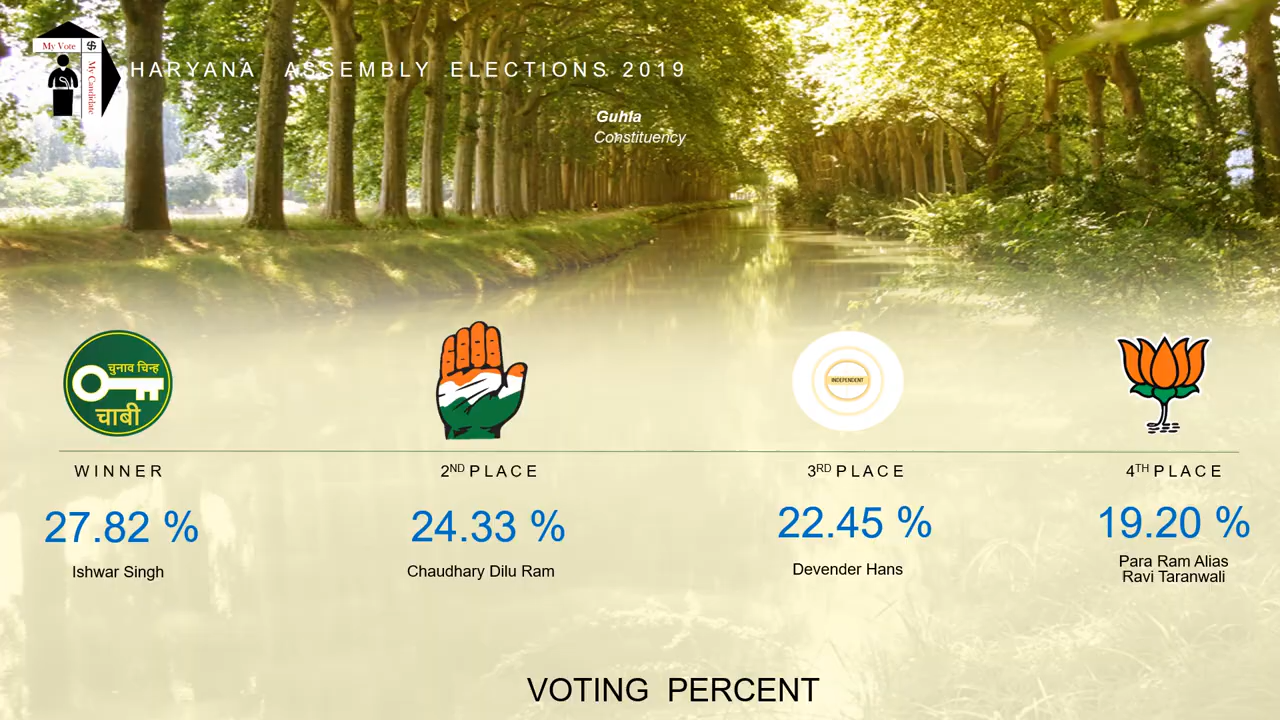 My Vote
My Candidate
HARYANA ASSEMBLY ELECTIONS 2019
Guhla
Constituency
चुनाव चिन्ह
चाबी
INDEPENDENT
WINNER
2ND PLACE
3RD PLACE
4TH PLACE
27.82 %
24.33 %
22.45 %
19.20 %
Ishwar Singh
Chaudhary Dilu Ram
Devender Hans
Para Ram Alias
Ravi Taranwali
VOTING PERCENT